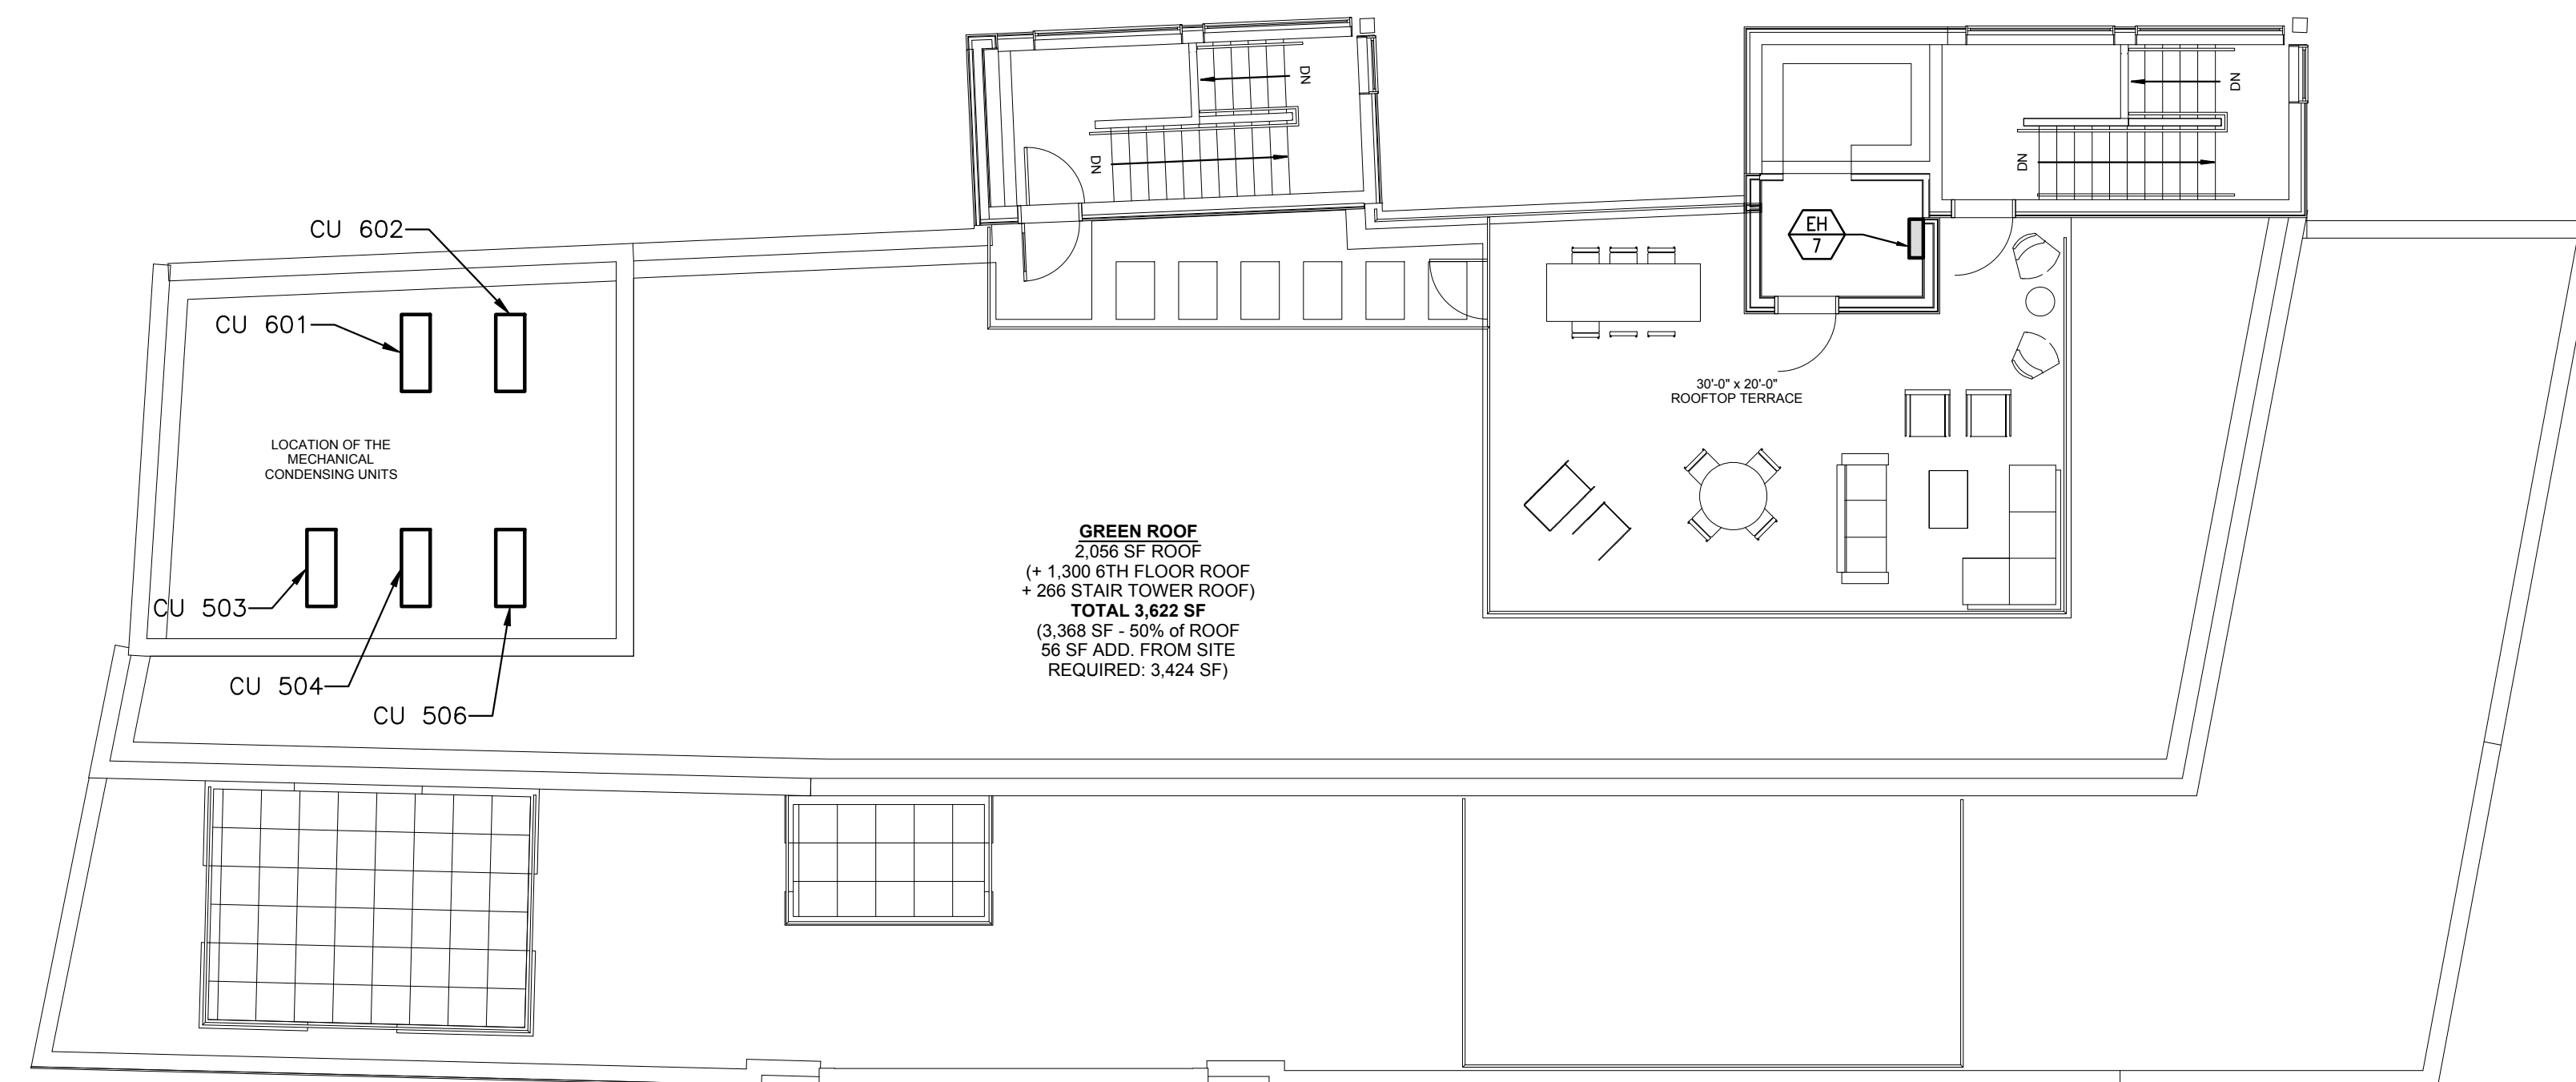 DN
DN
DN
DN
CU 602
CU 601
EH
7
30'-0" x 20'-0"
ROOFTOP TERRACE
LOCATION OF THE
MECHANICAL
CONDENSING UNITS
GREEN ROOF
2,056 SF ROOF
(+ 1,300 6TH FLOOR ROOF
+ 266 STAIR TOWER ROOF)
TOTAL 3,622 SF
(3,368 SF - 50% of ROOF
56 SF ADD. FROM SITE
REQUIRED: 3,424 SF)
CU 503
CU 504
CU 506